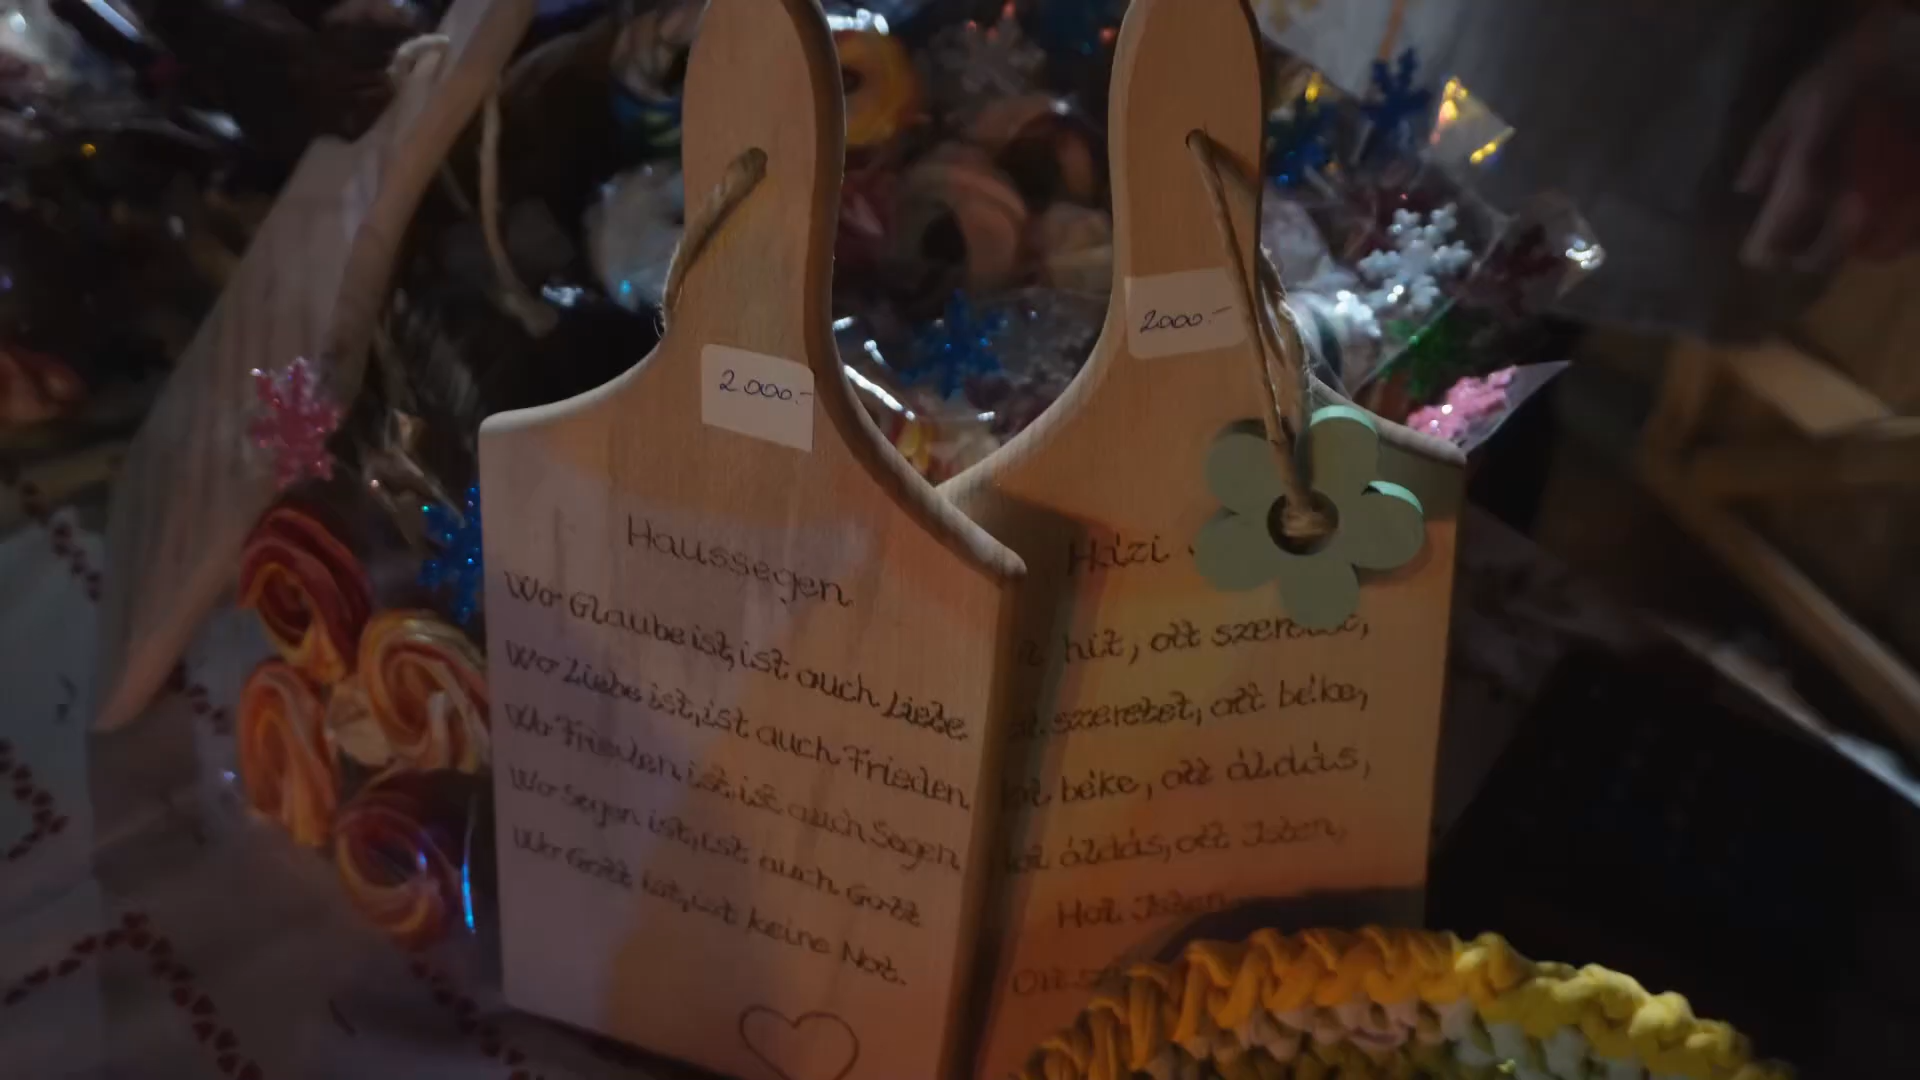 2000.-
Haussegen
Wo Glaube ist, ist auch Liebe
Wo Liebe ist, ist auch Frieden
Wo Frieden ist, ist auch Segen
Wo Segen ist, ist auch Gott
Wo Gott ist, ist keine Not.
2000.-
Házi
hit, ott szeretet,
szeretet, ott béke,
béke, ott áldás,
áldás, ott Isten,
Hol Isten